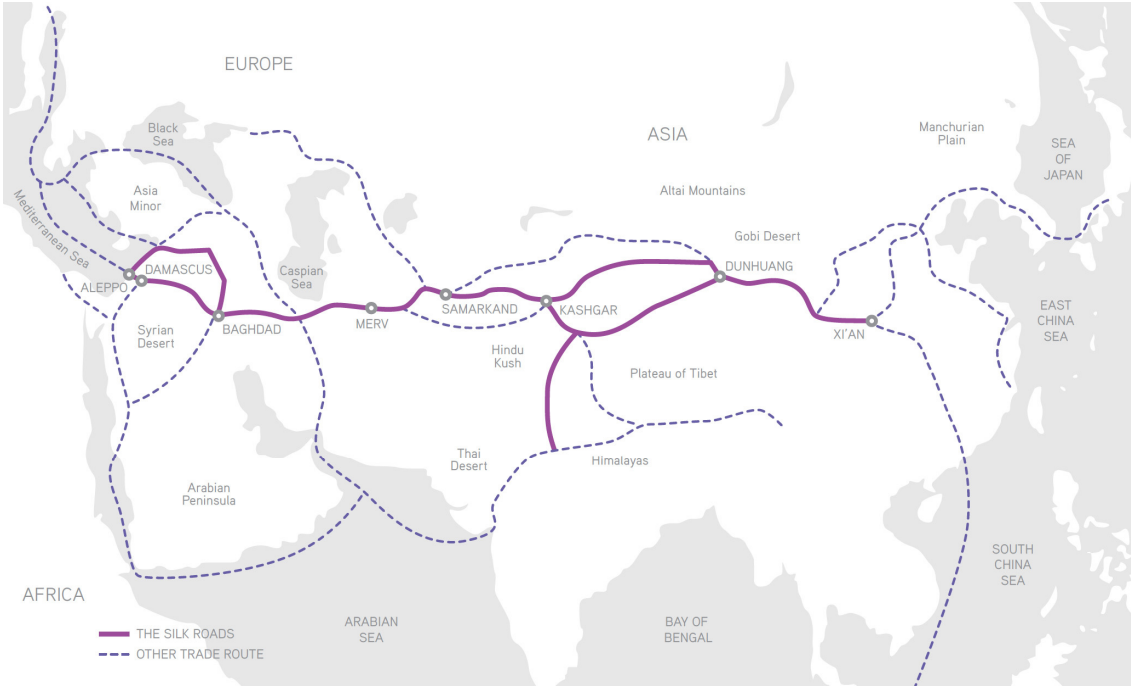 EUROPE
Black
Sea
ASIA
Manchurian
Plain
SEA
OF
JAPAN
Asia
Minor
Altai Mountains
Mediterranean Sea
Gobi Desert
DAMASCUS
ALEPPO
Caspian
Sea
DUNHUANG
SAMARKAND
KASHGAR
EAST
CHINA
SEA
Syrian
Desert
BAGHDAD
MERV
XI'AN
Hindu
Kush
Plateau of Tibet
Thai
Desert
Himalayas
Arabian
Peninsula
SOUTH
CHINA
SEA
AFRICA
ARABIAN
SEA
BAY OF
BENGAL
THE SILK ROADS
OTHER TRADE ROUTE